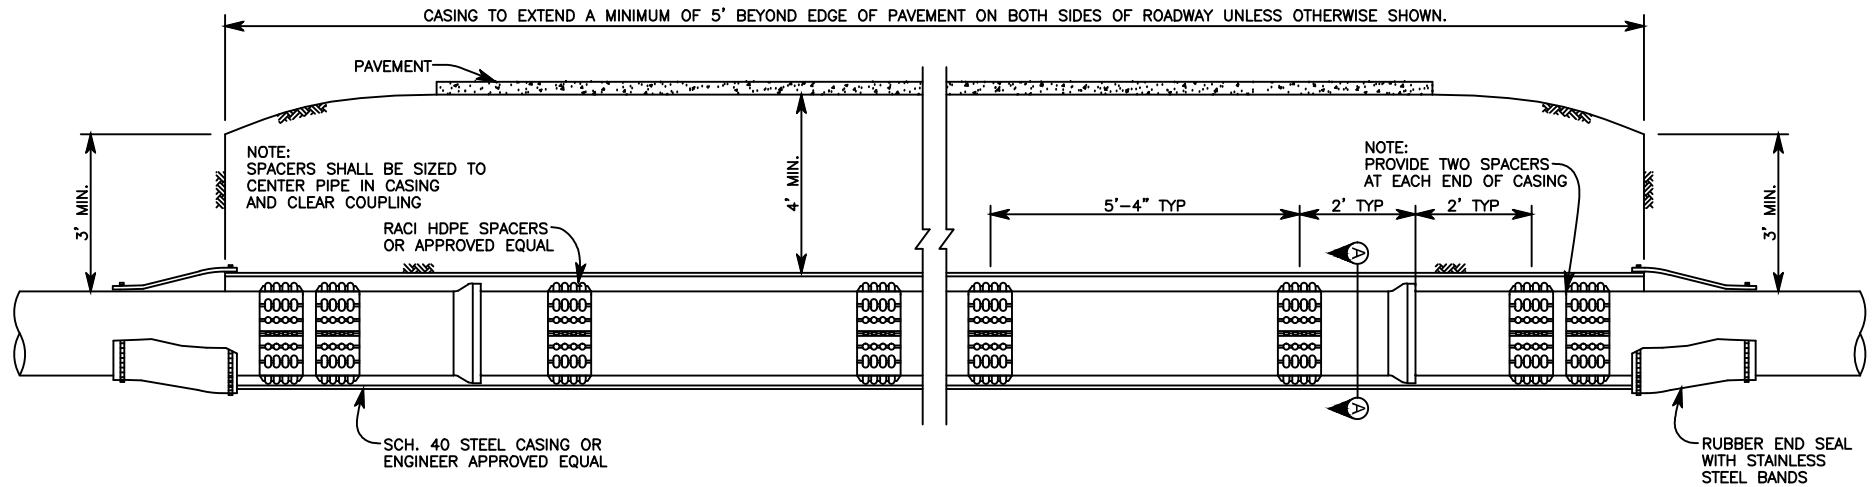 CASING TO EXTEND A MINIMUM OF 5' BEYOND EDGE OF PAVEMENT ON BOTH SIDES OF ROADWAY UNLESS OTHERWISE SHOWN.
PAVEMENT
NOTE:
SPACERS SHALL BE SIZED TO
CENTER PIPE IN CASING
AND CLEAR COUPLING
3' MIN.
4' MIN.
NOTE:
PROVIDE TWO SPACERS
AT EACH END OF CASING
3' MIN.
5'-4" TYP
2' TYP
2' TYP
RACI HDPE SPACERS
OR APPROVED EQUAL
A
A
SCH. 40 STEEL CASING OR
ENGINEER APPROVED EQUAL
RUBBER END SEAL
WITH STAINLESS
STEEL BANDS